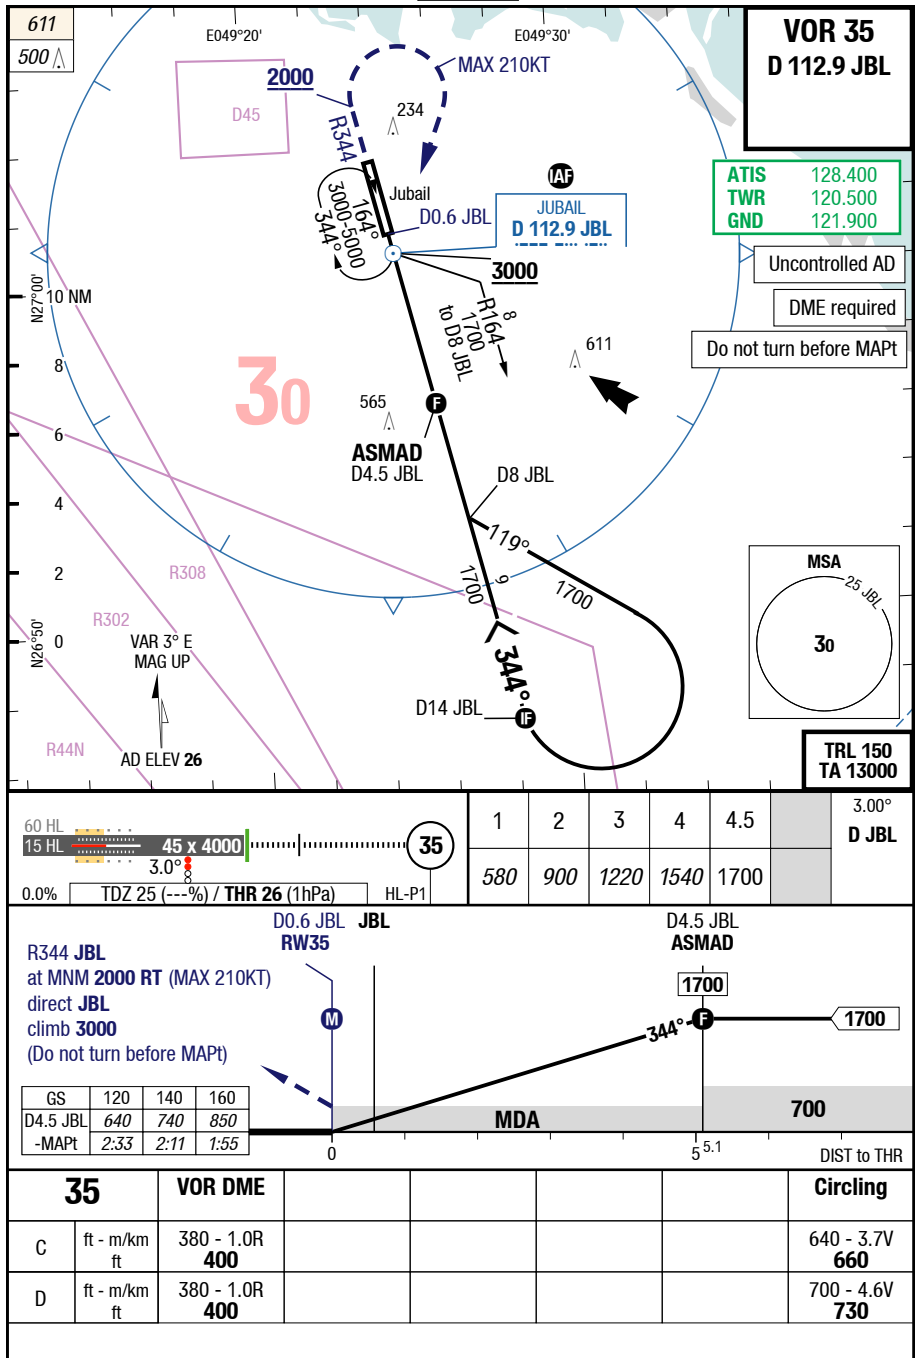 611
500
E049°20'
E049°30'
VOR 35
D 112.9 JBL
2000
MAX 210KT
D45
234
R344
IAF
ATIS 128.400
TWR 120.500
GND 121.900
Jubail
164°
3000-5000
344°
D0.6 JBL
JUBAIL
D 112.9 JBL
3000
Uncontrolled AD
DME required
Do not turn before MAPt
N27°00'
10 NM
8
R164
1700
to D8 JBL
611
8
30
565
F
6
ASMAD
D4.5 JBL
D8 JBL
4
119°
1700
9
1700
2
R308
R302
MSA
25 JBL
30
N26°50'
0
VAR 3° E
MAG UP
344°
D14 JBL
IF
R44N
AD ELEV 26
TRL 150
TA 13000
60 HL
15 HL
45 x 4000
35
3.0°
0.0%
TDZ 25 (---%) / THR 26 (1hPa)
HL-P1
1 2 3 4 4.5
3.00°
D JBL
580 900 1220 1540 1700
D0.6 JBL JBL
RW35
D4.5 JBL
ASMAD
R344 JBL
at MNM 2000 RT (MAX 210KT)
direct JBL
climb 3000
(Do not turn before MAPt)
M
1700
344°
F
1700
GS 120 140 160
D4.5 JBL 640 740 850
-MAPt 2:33 2:11 1:55
MDA
700
0
5
5.1
DIST to THR
35 VOR DME Circling
C ft - m/km 380 - 1.0R 640 - 3.7V
ft 400 660
D ft - m/km 380 - 1.0R 700 - 4.6V
ft 400 730